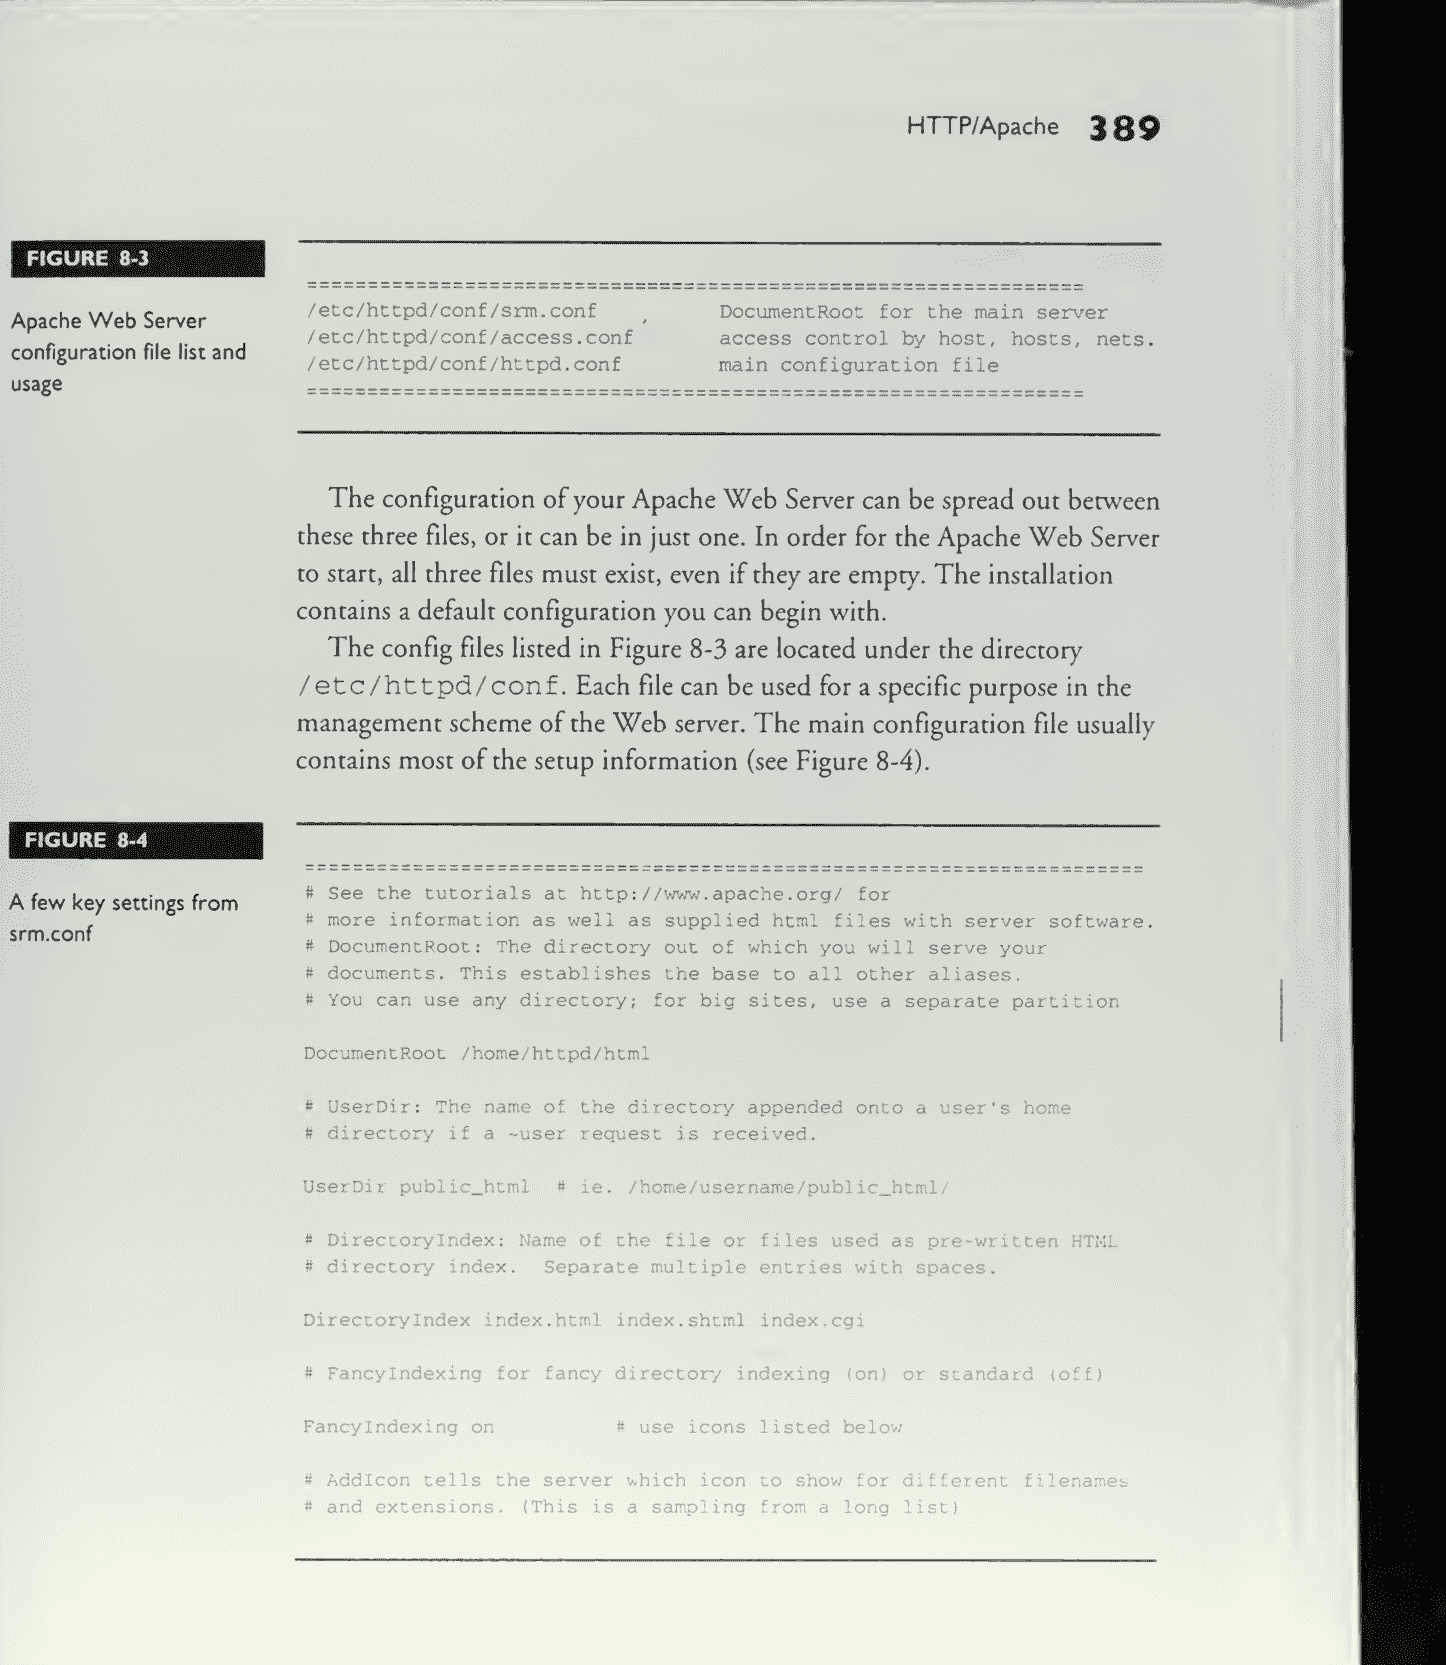 HTTP/Apache 389
FIGURE 8-3
Apache Web Server
configuration file list and
usage
================================================================
/etc/httpd/conf/srm.conf DocumentRoot for the main server
/etc/httpd/conf/access.conf access control by host, hosts, nets.
/etc/httpd/conf/httpd.conf main configuration file
================================================================
The configuration of your Apache Web Server can be spread out between
these three files, or it can be in just one. In order for the Apache Web Server
to start, all three files must exist, even if they are empty. The installation
contains a default configuration you can begin with.
The config files listed in Figure 8-3 are located under the directory
/etc/httpd/conf. Each file can be used for a specific purpose in the
management scheme of the Web server. The main configuration file usually
contains most of the setup information (see Figure 8-4).
FIGURE 8-4
A few key settings from
srm.conf
======================================================================
# See the tutorials at http://www.apache.org/ for
# more information as well as supplied html files with server software.
# DocumentRoot: The directory out of which you will serve your
# documents. This establishes the base to all other aliases.
# You can use any directory; for big sites, use a separate partition
DocumentRoot /home/httpd/html
# UserDir: The name of the directory appended onto a user's home
# directory if a ~user request is received.
UserDir public_html # ie. /home/username/public_html/
# DirectoryIndex: Name of the file or files used as pre-written HTML
# directory index. Separate multiple entries with spaces.
DirectoryIndex index.html index.shtml index.cgi
# FancyIndexing for fancy directory indexing (on) or standard (off)
FancyIndexing on # use icons listed below
# AddIcon tells the server which icon to show for different filenames
# and extensions. (This is a sampling from a long list)